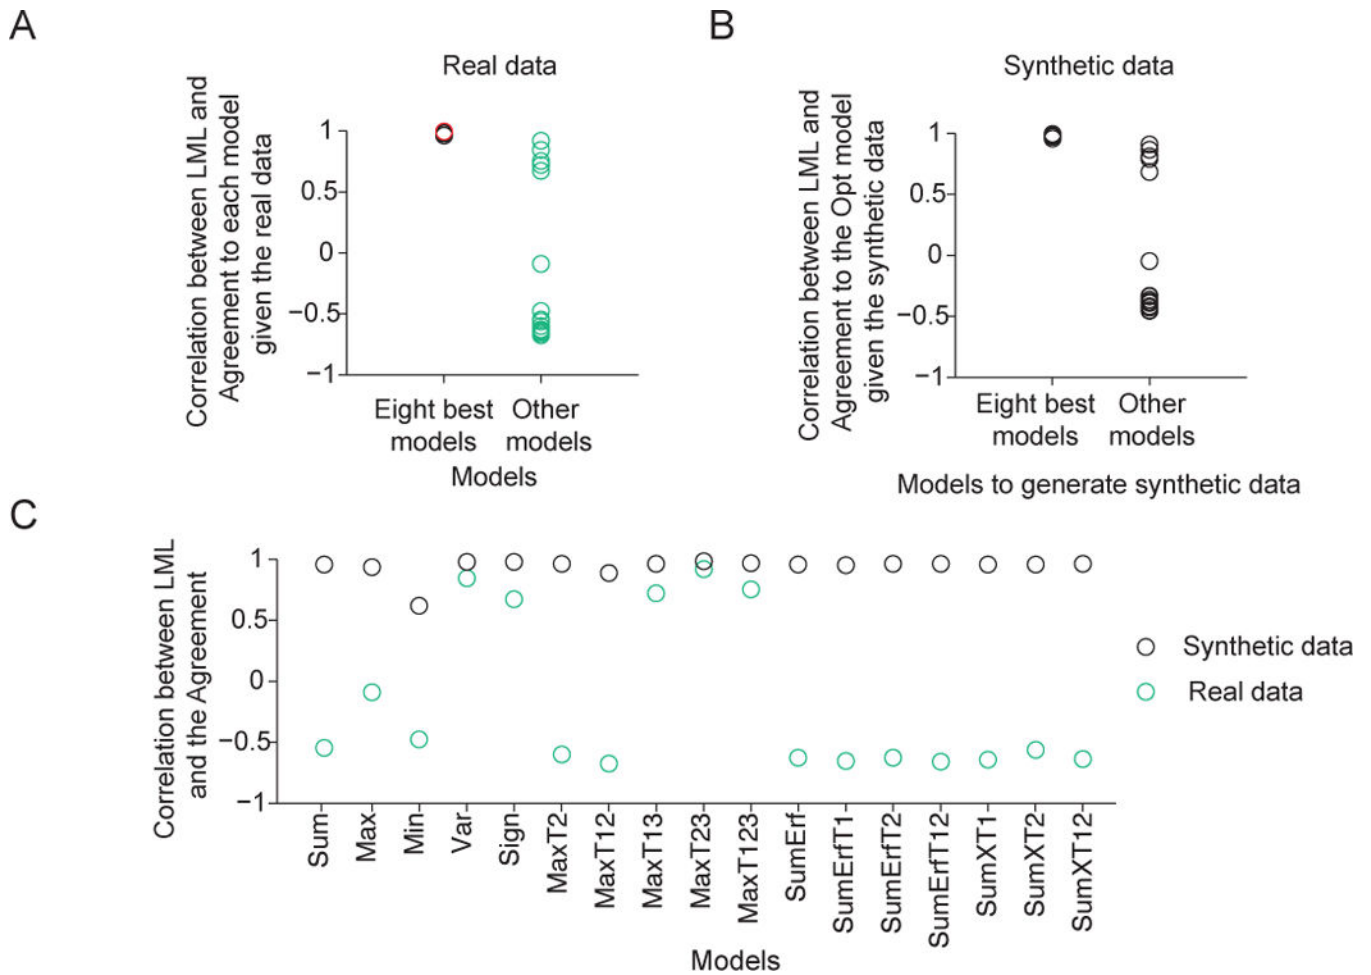 A
Real data
Correlation between LML and
Agreement to each model
given the real data
1
0.5
0
−0.5
−1
Eight best
models
Other
models
Models
B
Synthetic data
Correlation between LML and
Agreement to the Opt model
given the synthetic data
1
0.5
0
−0.5
−1
Eight best
models
Other
models
Models to generate synthetic data
C
Correlation between LML
and the Agreement
1
0.5
0
−0.5
−1
Sum
Max
Min
Var
Sign
MaxT2
MaxT12
MaxT13
MaxT23
MaxT123
SumErf
SumErfT1
SumErfT2
SumErfT12
SumXT1
SumXT2
SumXT12
Models
Synthetic data
Real data